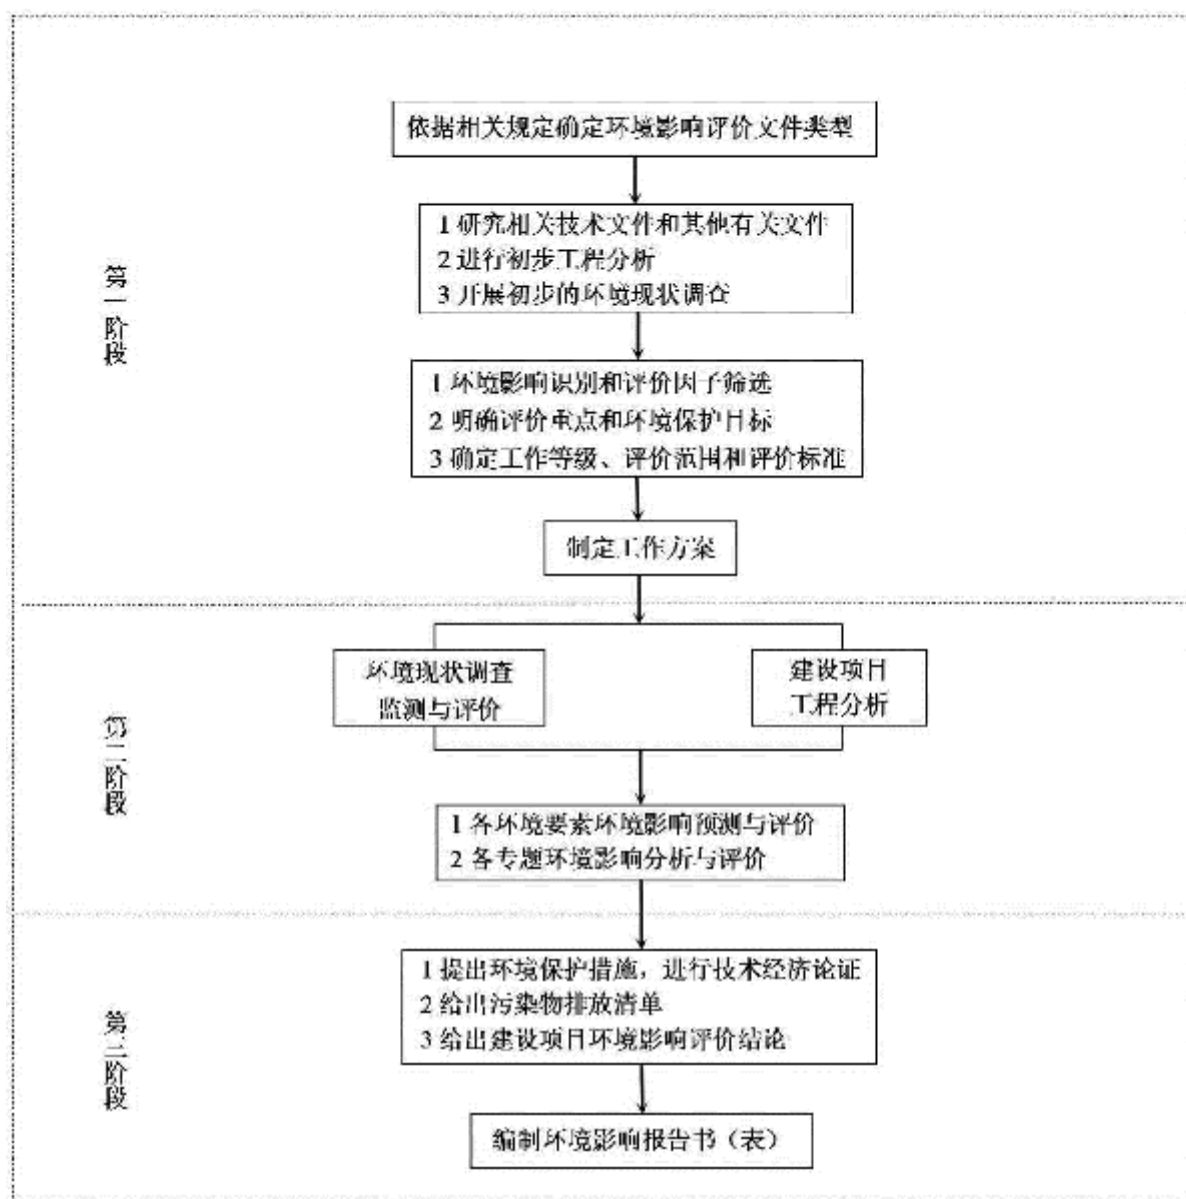 依据相关规定确定环境影响评价文件类型
1 研究相关技术文件和其他有关文件
2 进行初步工程分析
3 开展初步的环境现状调查
第一阶段
1 环境影响识别和评价因子筛选
2 明确评价重点和环境保护目标
3 确定工作等级、评价范围和评价标准
制定工作方案
环境现状调查
监测与评价
建设项目
工程分析
第二阶段
1 各环境要素环境影响预测与评价
2 各专题环境影响分析与评价
1 提出环境保护措施，进行技术经济论证
2 给出污染物排放清单
3 给出建设项目环境影响评价结论
第三阶段
编制环境影响报告书（表）